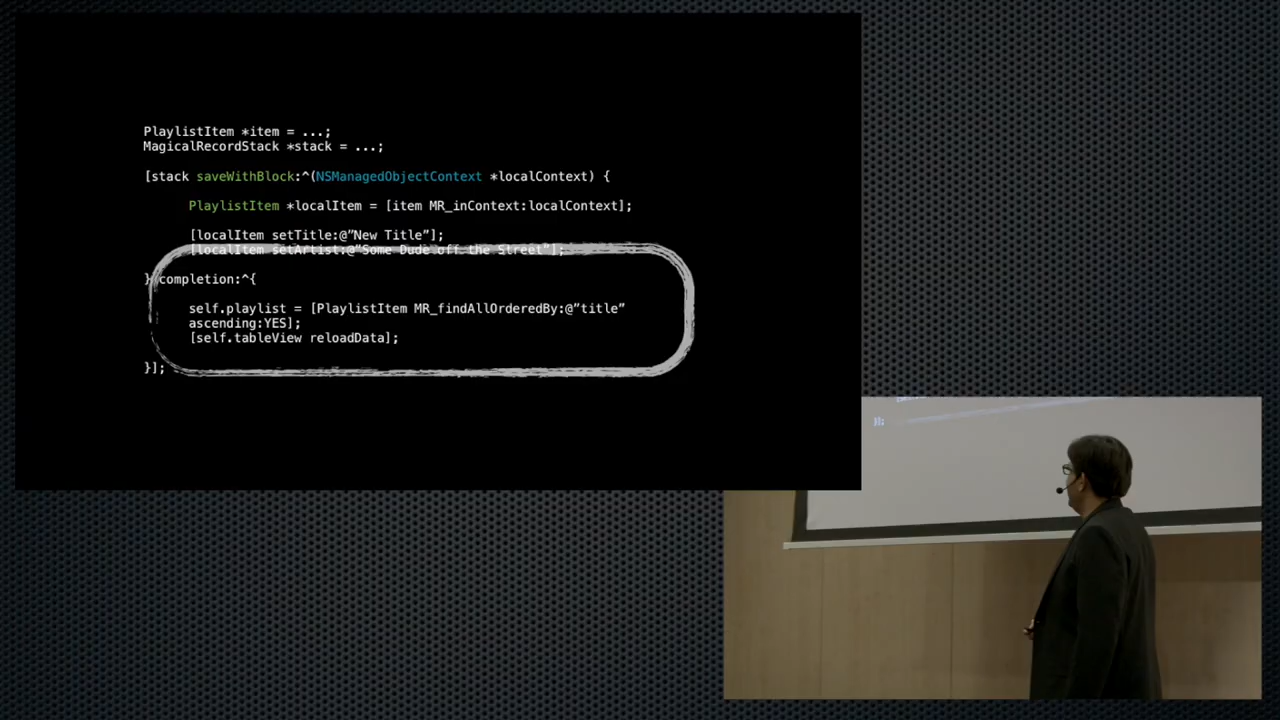 PlaylistItem *item = ...;
MagicalRecordStack *stack = ...;
[stack saveWithBlock:^(NSManagedObjectContext *localContext) {
PlaylistItem *localItem = [item MR_inContext:localContext];
[localItem setTitle:@”New Title”];
[localItem setArtist:@“Some Dude off the Street”];
} completion:^{
self.playlist = [PlaylistItem MR_findAllOrderedBy:@”title”
ascending:YES];
[self.tableView reloadData];
}];
}];